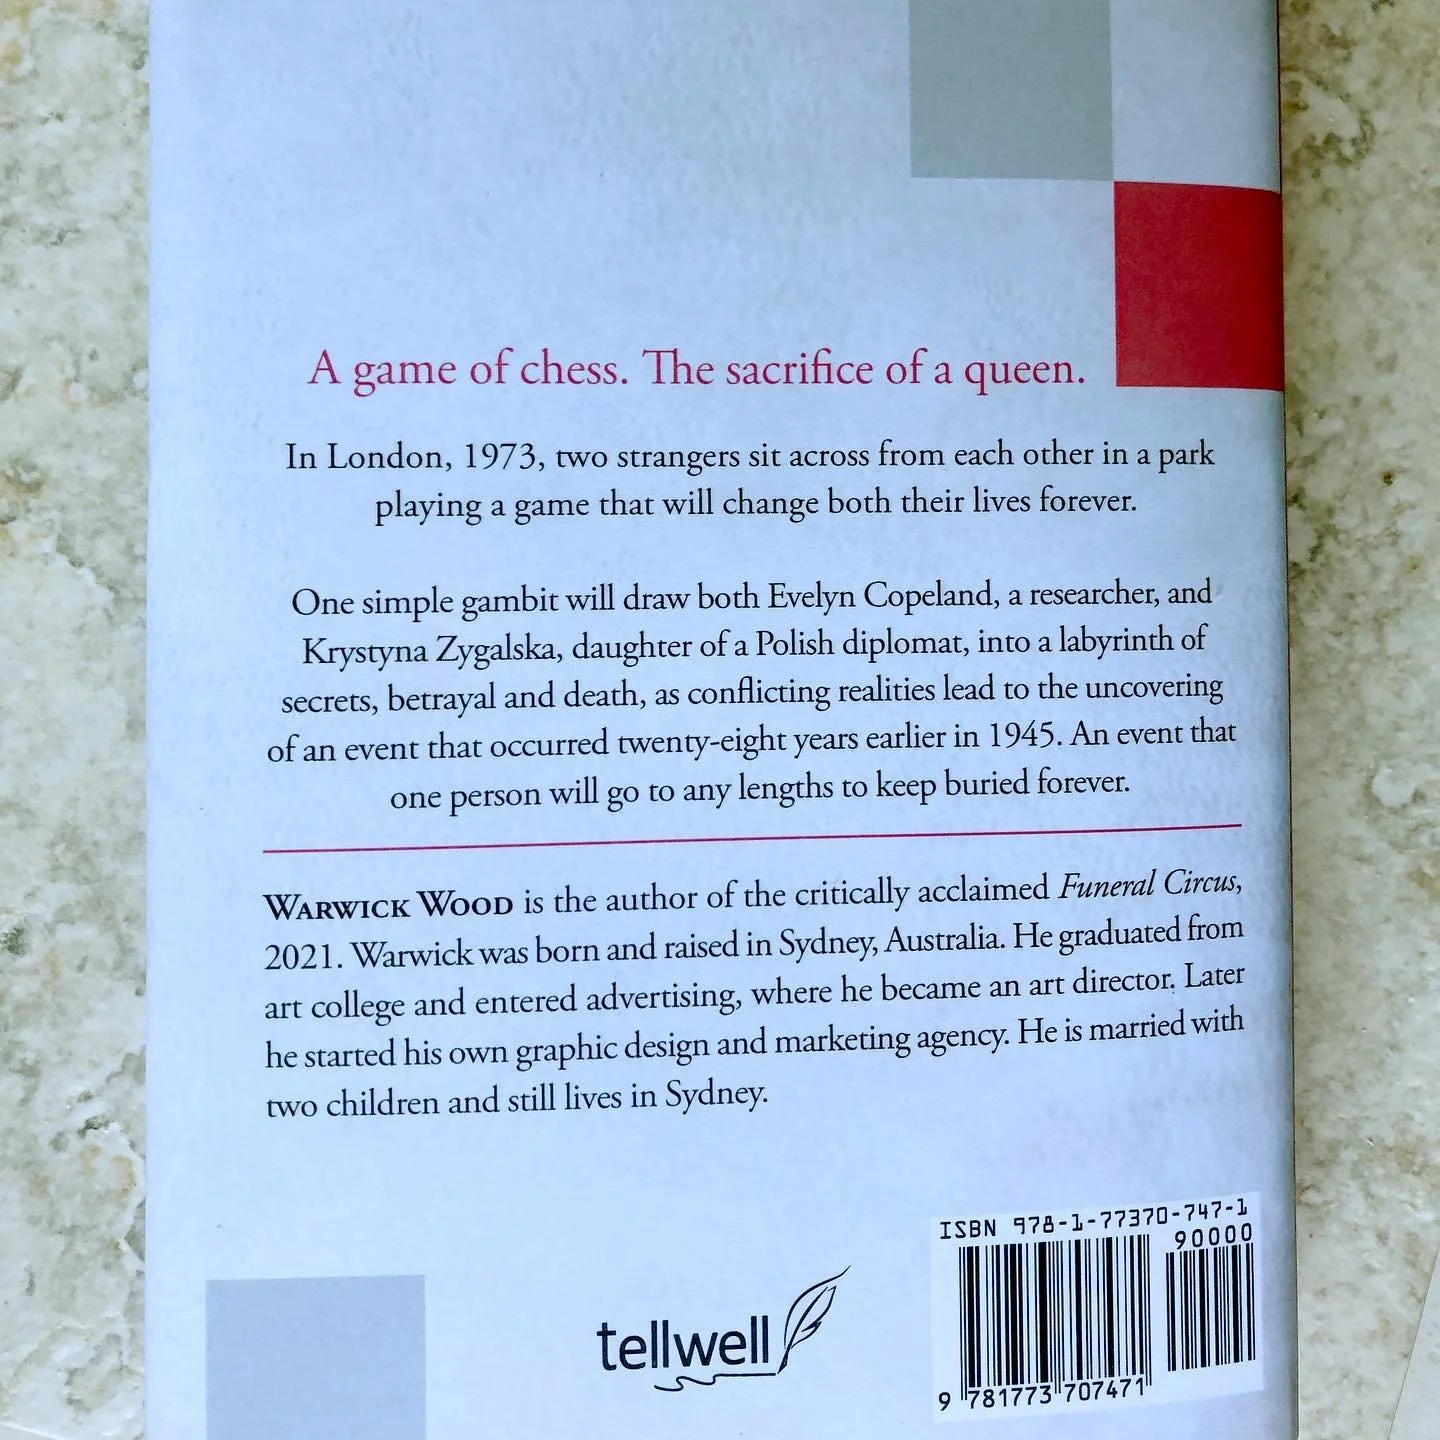 A game of chess. The sacrifice of a queen.
In London, 1973, two strangers sit across from each other in a park
playing a game that will change both their lives forever.
One simple gambit will draw both Evelyn Copeland, a researcher, and
Krystyna Zygalska, daughter of a Polish diplomat, into a labyrinth of
secrets, betrayal and death, as conflicting realities lead to the uncovering
of an event that occurred twenty-eight years earlier in 1945. An event that
one person will go to any lengths to keep buried forever.
WARWICK WOOD is the author of the critically acclaimed Funeral Circus,
2021. Warwick was born and raised in Sydney, Australia. He graduated from
art college and entered advertising, where he became an art director. Later
he started his own graphic design and marketing agency. He is married with
two children and still lives in Sydney.
tellwell
ISBN 978-1-77370-747-1
90000
9 781773 707471